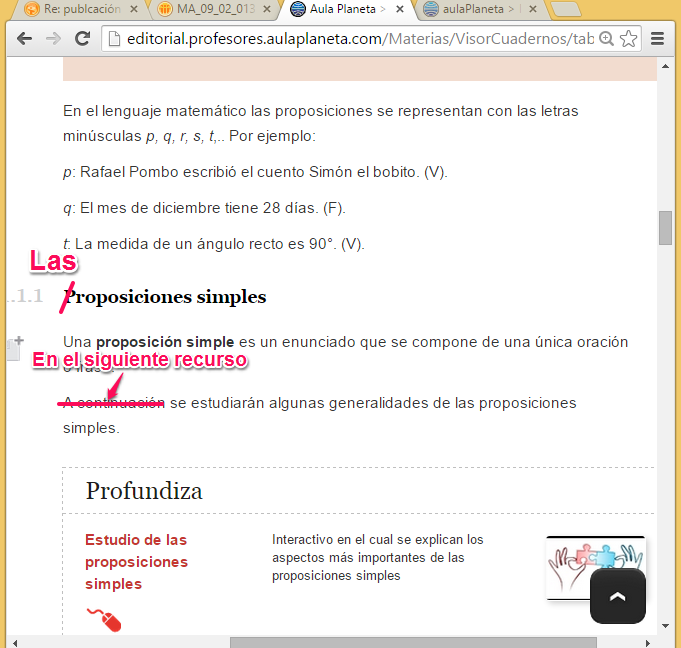 Re: publcación
MA_09_02_013
Aula Planeta >
aulaPlaneta >
editorial.profesores.aulaplaneta.com/Materias/VisorCuadernos/tab
En el lenguaje matemático las proposiciones se representan con las letras
minúsculas p, q, r, s, t,.. Por ejemplo:
p: Rafael Pombo escribió el cuento Simón el bobito. (V).
q: El mes de diciembre tiene 28 días. (F).
t: La medida de un ángulo recto es 90°. (V).
Las
.1.1 Proposiciones simples
Una proposición simple es un enunciado que se compone de una única oración
En el siguiente recurso
A continuación se estudiarán algunas generalidades de las proposiciones
simples.
Profundiza
Estudio de las
proposiciones
simples
Interactivo en el cual se explican los
aspectos más importantes de las
proposiciones simples